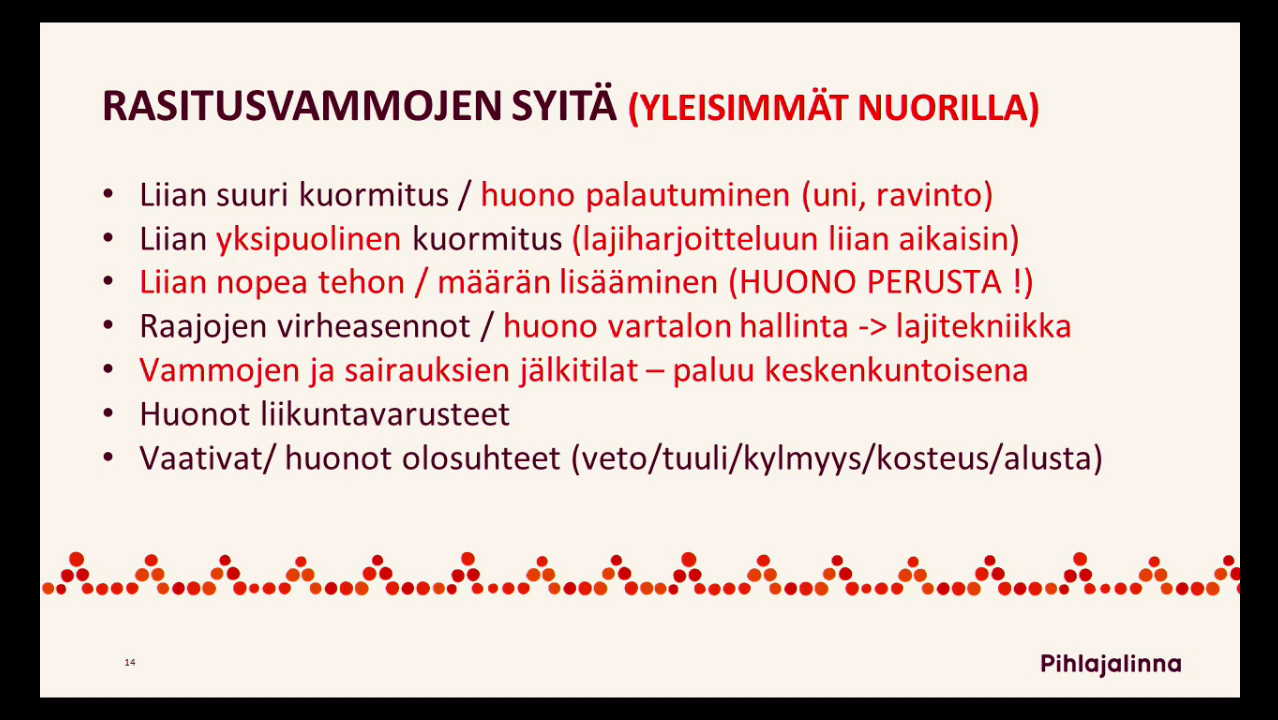 RASITUSVAMMOJEN SYITÄ (YLEISIMMÄT NUORILLA)
• Liian suuri kuormitus / huono palautuminen (uni, ravinto)
• Liian yksipuolinen kuormitus (lajiharjoitteluun liian aikaisin)
• Liian nopea tehon / määrän lisääminen (HUONO PERUSTA !)
• Raajojen virheasennot / huono vartalon hallinta -> lajitekniikka
• Vammojen ja sairauksien jälkitilat – paluu keskenkuntoisena
• Huonot liikuntavarusteet
• Vaativat/ huonot olosuhteet (veto/tuuli/kylmyys/kosteus/alusta)
14
Pihlajalinna